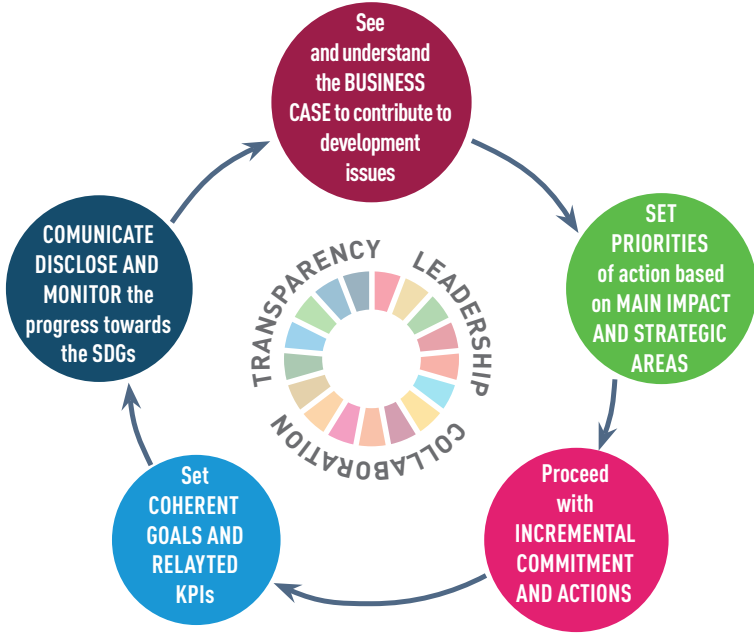 See
and understand
the BUSINESS
CASE to contribute to
development
issues
SET
PRIORITIES
of action based
on MAIN IMPACT
AND STRATEGIC
AREAS
Proceed
with
INCREMENTAL
COMMITMENT
AND ACTIONS
Set
COHERENT
GOALS AND
RELAYTED
KPIs
COMUNICATE
DISCLOSE AND
MONITOR the
progress towards
the SDGs
TRANSPARENCY
LEADERSHIP
COLLABORATION